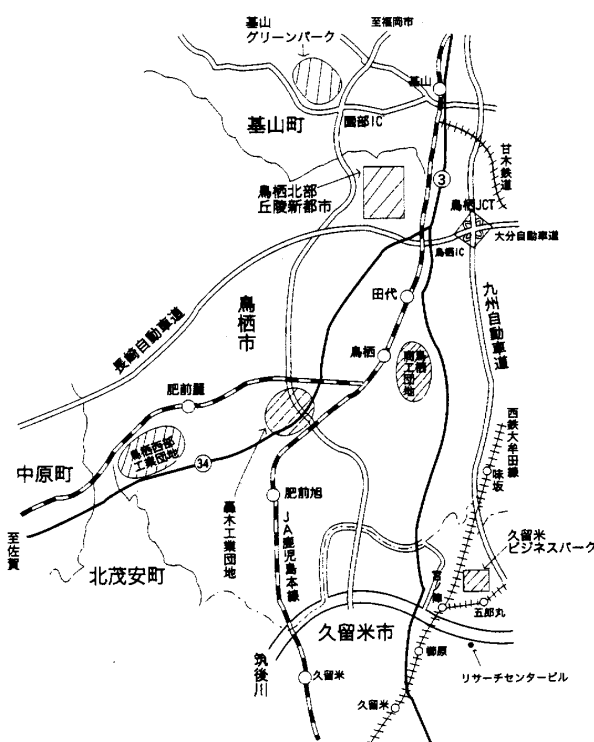 基山
グリーンパーク
至福岡市
基山
基山町
園部IC
甘木鉄道
3
鳥栖北部
丘陵新都市
鳥栖JCT
大分自動車道
鳥栖IC
田代
九州自動車道
鳥栖市
長崎自動車道
鳥栖
鳥栖
商工団地
肥前麓
西鉄大牟田線
鳥栖西部
工業団地
中原町
34
味坂
至佐賀
轟木工業団地
肥前旭
JA鹿児島本線
久留米
ビジネスパーク
北茂安町
宮ノ陣
五郎丸
久留米市
筑後川
櫛原
久留米
リサーチセンタービル
久留米